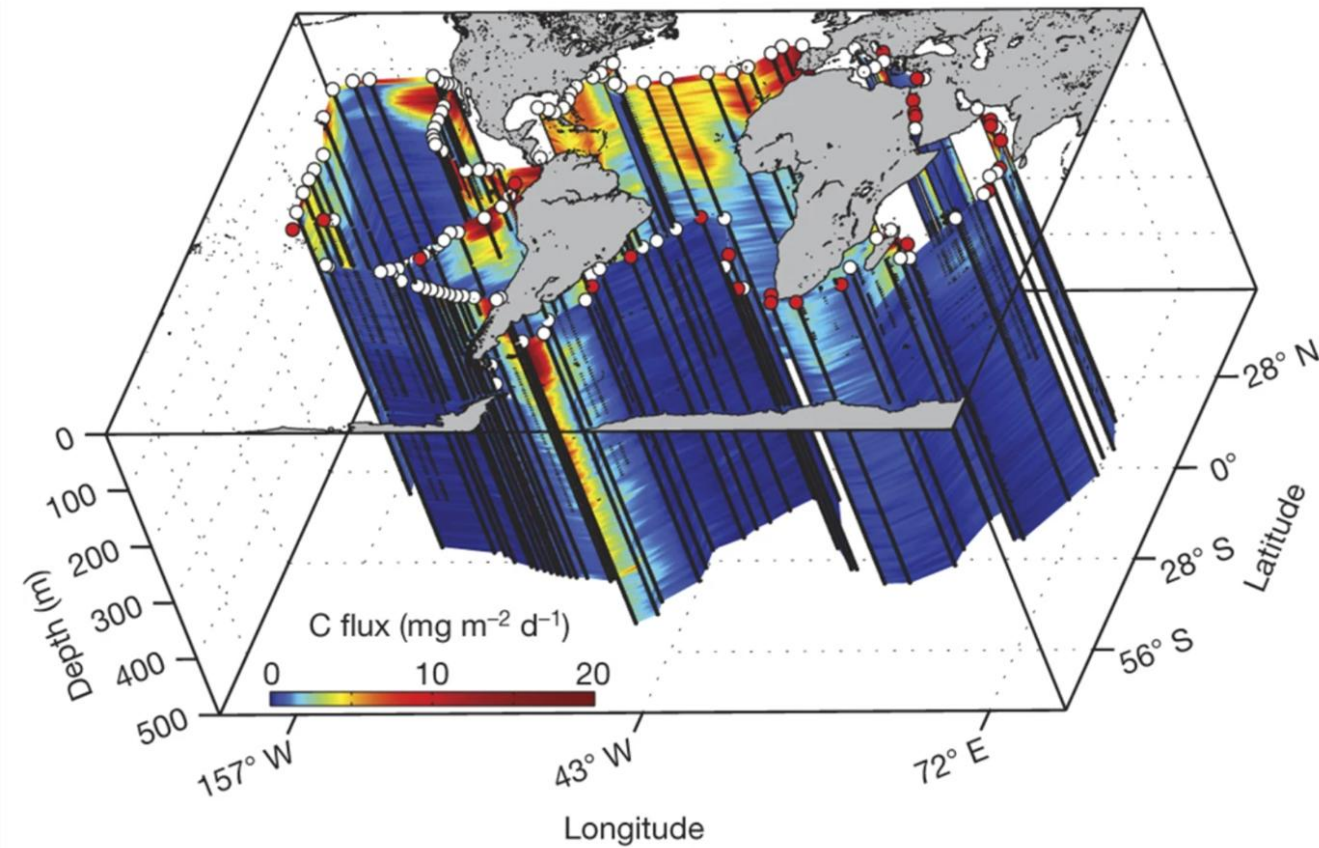 28° N
0°
28° S
56° S
Latitude
0
100
200
300
400
500
Depth (m)
C flux (mg m⁻² d⁻¹)
0 10 20
157° W
43° W
72° E
Longitude